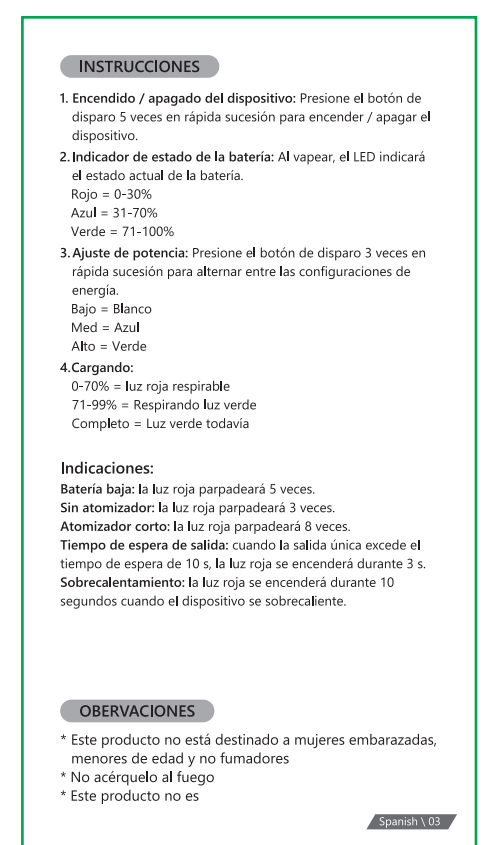 INSTRUCCIONES
1. Encendido / apagado del dispositivo: Presione el botón de
disparo 5 veces en rápida sucesión para encender / apagar el
dispositivo.
2. Indicador de estado de la batería: Al vapear, el LED indicará
el estado actual de la batería.
Rojo = 0-30%
Azul = 31-70%
Verde = 71-100%
3. Ajuste de potencia: Presione el botón de disparo 3 veces en
rápida sucesión para alternar entre las configuraciones de
energía.
Bajo = Blanco
Med = Azul
Alto = Verde
4.Cargando:
0-70% = luz roja respirable
71-99% = Respirando luz verde
Completo = Luz verde todavía
Indicaciones:
Batería baja: la luz roja parpadeará 5 veces.
Sin atomizador: la luz roja parpadeará 3 veces.
Atomizador corto: la luz roja parpadeará 8 veces.
Tiempo de espera de salida: cuando la salida única excede el
tiempo de espera de 10 s, la luz roja se encenderá durante 3 s.
Sobrecalentamiento: la luz roja se encenderá durante 10
segundos cuando el dispositivo se sobrecaliente.
OBERVACIONES
* Este producto no está destinado a mujeres embarazadas,
menores de edad y no fumadores
* No acérquelo al fuego
* Este producto no es
Spanish \ 03